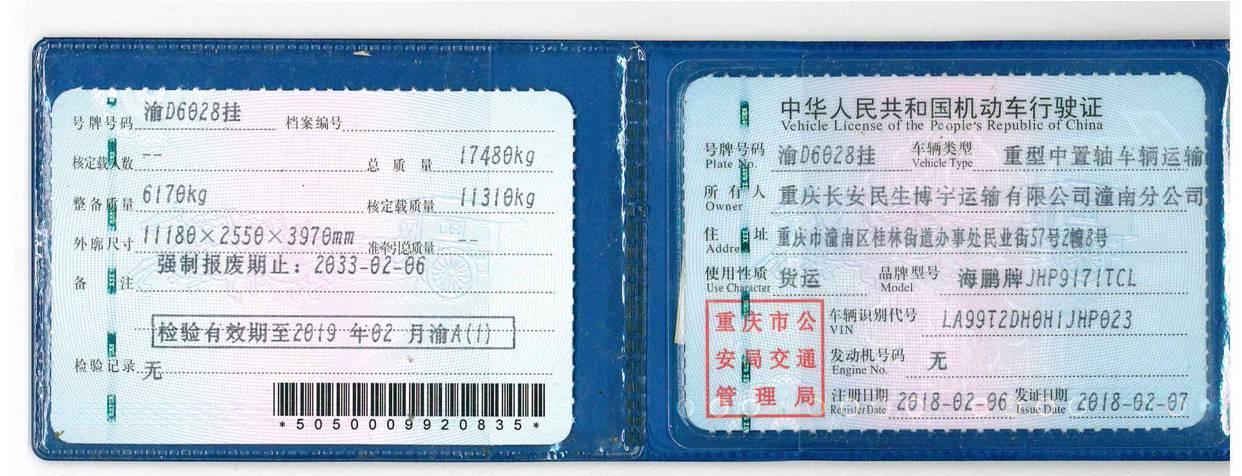 号牌号码 渝D6028挂 档案编号
核定载人数 -- 总质量 17480kg
整备质量 6170kg 核定载质量 11310kg
外廓尺寸 11180×2550×3970mm 准牵引总质量 --
备注 强制报废期止：2033-02-06
检验有效期至2019 年02 月渝A(1)
检验记录 无
*5050009920835*
中华人民共和国机动车行驶证
Vehicle License of the People's Republic of China
号牌号码 渝D6028挂 车辆类型 重型中置轴车辆运输
Plate No. Vehicle Type
所有人 重庆长安民生博宇运输有限公司潼南分公司
Owner
住址 重庆市潼南区桂林街道办事处民业街57号2幢8号
Address
使用性质 货运 品牌型号 海鹏牌JHP9171TCL
Use Character Model
重庆市公
安局交通
管理局
车辆识别代号 LA99T2DH0H1JHP023
VIN
发动机号码 无
Engine No.
注册日期 2018-02-06 发证日期 2018-02-07
Register Date Issue Date